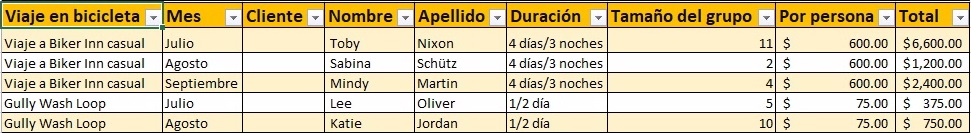 Viaje en bicicleta Mes Cliente Nombre Apellido Duración Tamaño del grupo Por persona Total
Viaje a Biker Inn casual Julio Toby Nixon 4 días/3 noches 11 $ 600.00 $6,600.00
Viaje a Biker Inn casual Agosto Sabina Schütz 4 días/3 noches 2 $ 600.00 $1,200.00
Viaje a Biker Inn casual Septiembre Mindy Martin 4 días/3 noches 4 $ 600.00 $2,400.00
Gully Wash Loop Julio Lee Oliver 1/2 día 5 $ 75.00 $ 375.00
Gully Wash Loop Agosto Katie Jordan 1/2 día 10 $ 75.00 $ 750.00